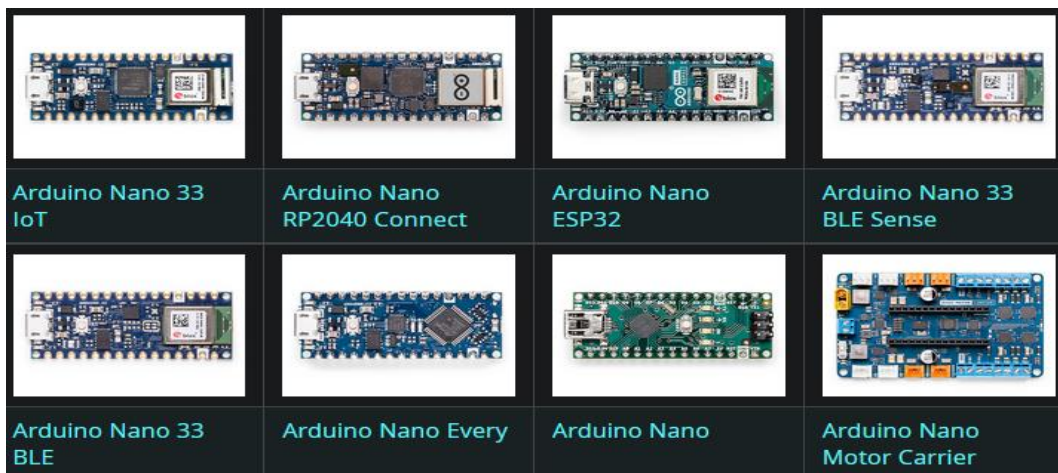 Arduino Nano 33
IoT
Arduino Nano
RP2040 Connect
Arduino Nano
ESP32
Arduino Nano 33
BLE Sense
Arduino Nano 33
BLE
Arduino Nano Every
Arduino Nano
Arduino Nano
Motor Carrier